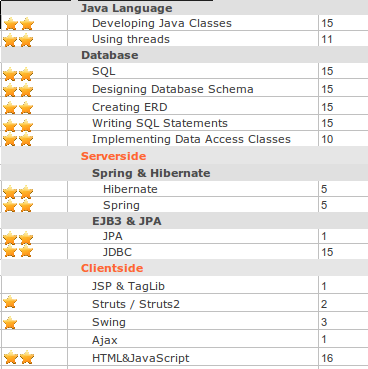 Java Language
Developing Java Classes 15
Using threads 11
Database
SQL 15
Designing Database Schema 15
Creating ERD 15
Writing SQL Statements 15
Implementing Data Access Classes 10
Serverside
Spring & Hibernate
Hibernate 5
Spring 5
EJB3 & JPA
JPA 1
JDBC 15
Clientside
JSP & TagLib 1
Struts / Struts2 2
Swing 3
Ajax 1
HTML&JavaScript 16